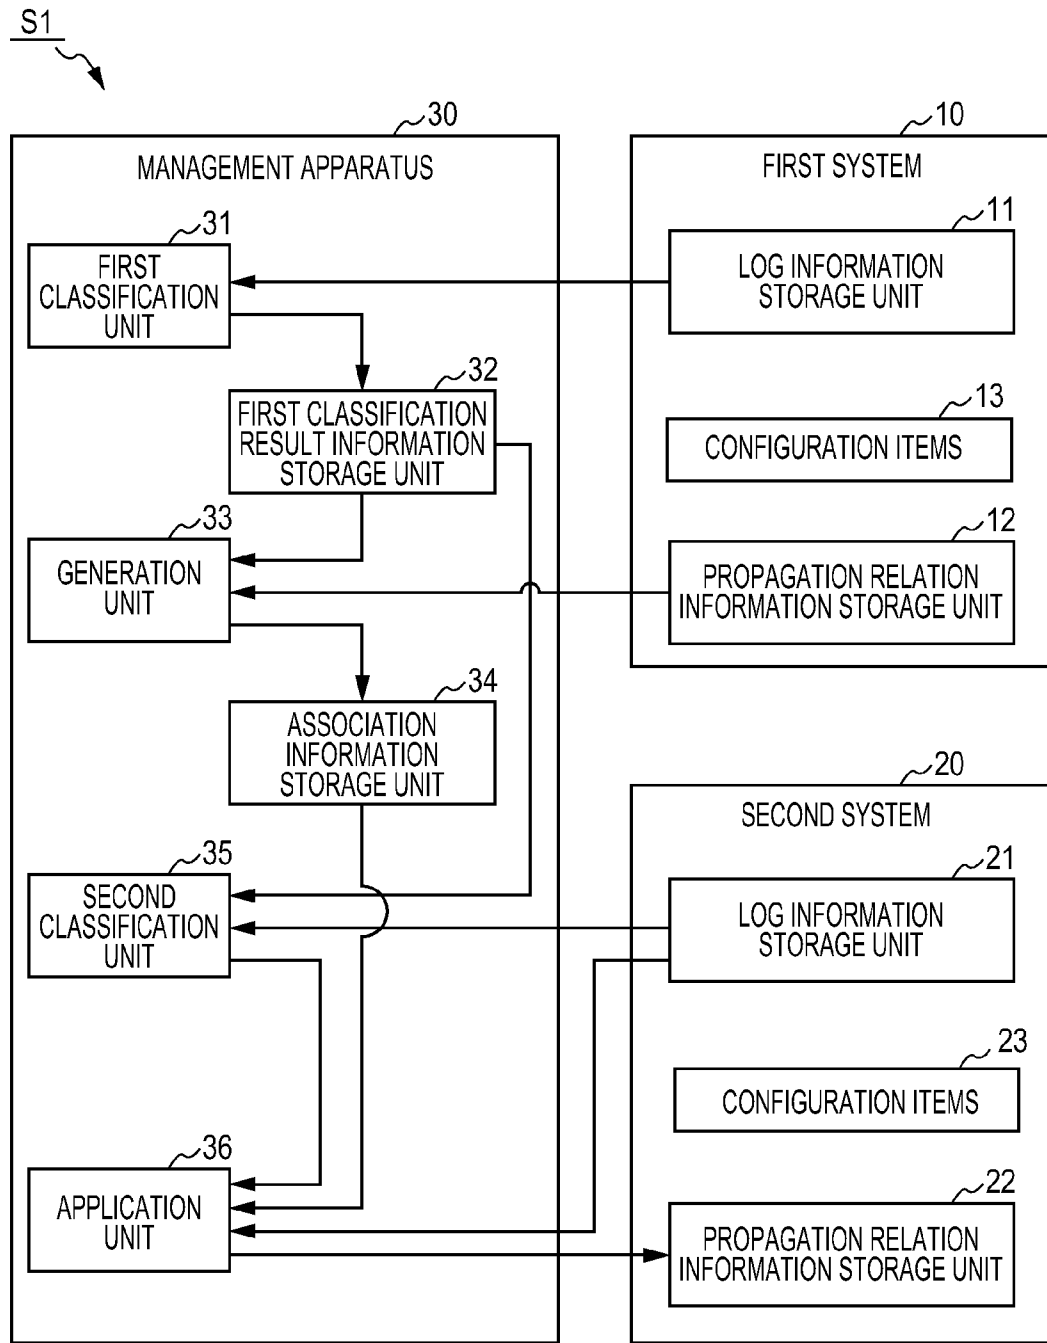 S1
30
MANAGEMENT APPARATUS
31
FIRST
CLASSIFICATION
UNIT
32
FIRST CLASSIFICATION
RESULT INFORMATION
STORAGE UNIT
33
GENERATION
UNIT
34
ASSOCIATION
INFORMATION
STORAGE UNIT
35
SECOND
CLASSIFICATION
UNIT
36
APPLICATION
UNIT
10
FIRST SYSTEM
11
LOG INFORMATION
STORAGE UNIT
13
CONFIGURATION ITEMS
12
PROPAGATION RELATION
INFORMATION STORAGE UNIT
20
SECOND SYSTEM
21
LOG INFORMATION
STORAGE UNIT
23
CONFIGURATION ITEMS
22
PROPAGATION RELATION
INFORMATION STORAGE UNIT